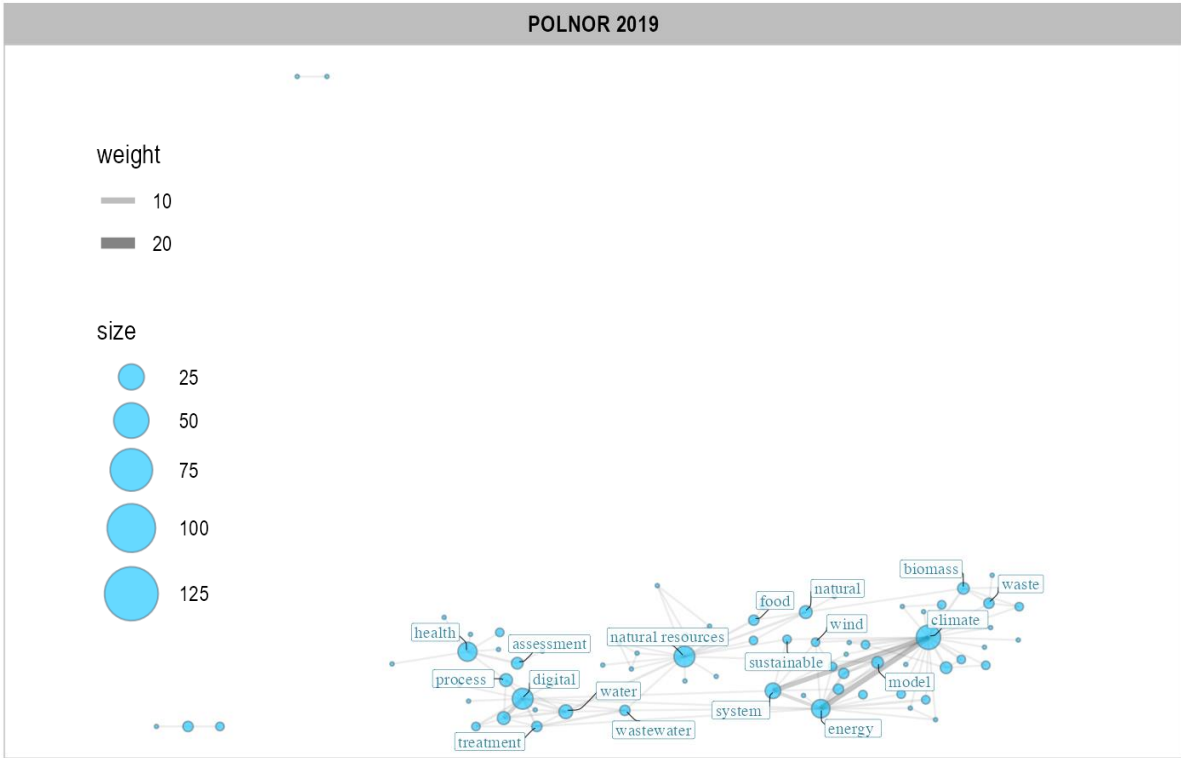 POLNOR 2019
weight
10
20
size
25
50
75
100
125
biomass
waste
natural
food
climate
health
natural resources
wind
assessment
sustainable
process
digital
model
water
system
energy
wastewater
treatment